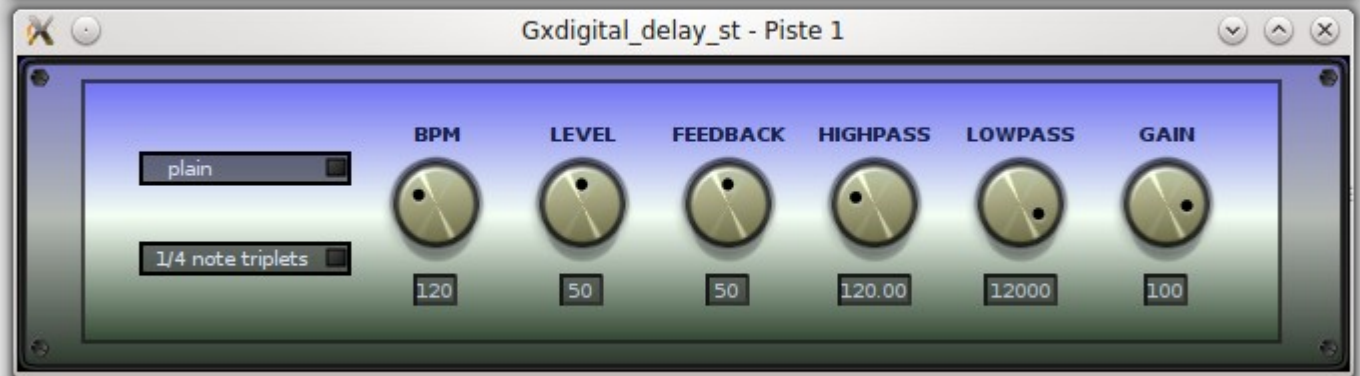 Gxdigital_delay_st - Piste 1
BPM LEVEL FEEDBACK HIGHPASS LOWPASS GAIN
plain
1/4 note triplets
120 50 50 120.00 12000 100